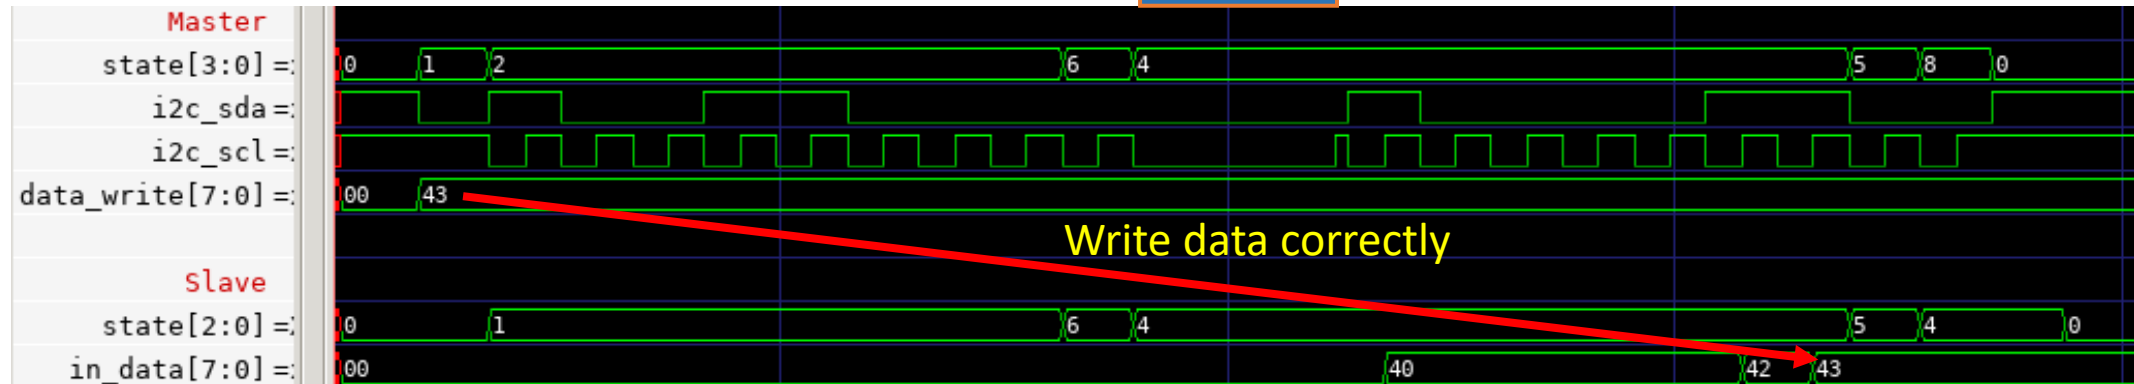 Master
state[3:0] = 0 1 2 6 4 5 8 0
i2c_sda =
i2c_scl =
data_write[7:0] = 00 43
Write data correctly
Slave
state[2:0] = 0 1 6 4 5 4 0
in_data[7:0] = 00 40 42 43